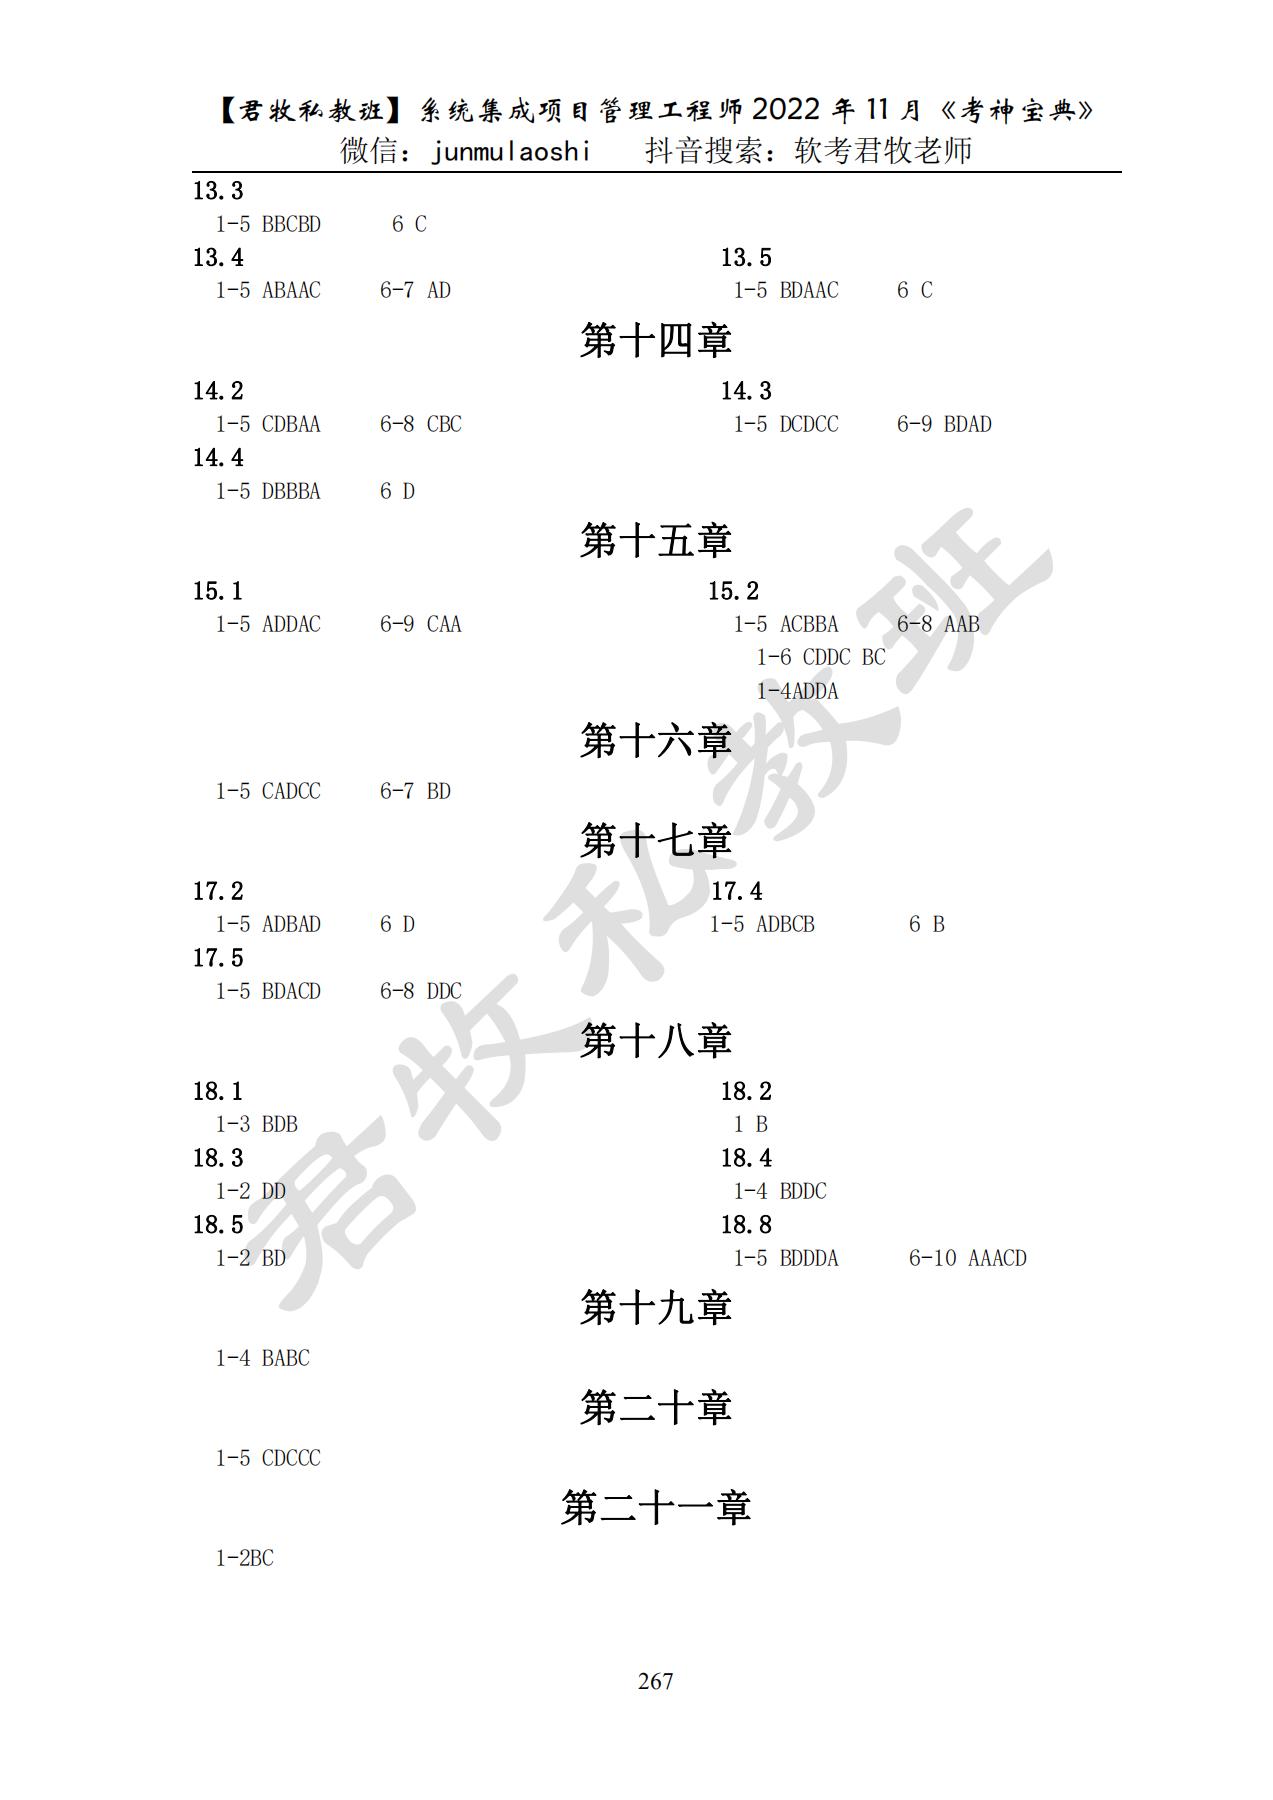 【君牧私教班】系统集成项目管理工程师 2022 年 11 月《考神宝典》
微信：junmulaoshi 抖音搜索：软考君牧老师
13.3
1-5 BBCBD 6 C
13.4 13.5
1-5 ABAAC 6-7 AD 1-5 BDAAC 6 C
第十四章
14.2 14.3
1-5 CDBAA 6-8 CBC 1-5 DCDCC 6-9 BDAD
14.4
1-5 DBBBA 6 D
第十五章
15.1 15.2
1-5 ADDAC 6-9 CAA 1-5 ACBBA 6-8 AAB
1-6 CDDC BC
1-4ADDA
第十六章
1-5 CADCC 6-7 BD
第十七章
17.2 17.4
1-5 ADBAD 6 D 1-5 ADBCB 6 B
17.5
1-5 BDACD 6-8 DDC
第十八章
18.1 18.2
1-3 BDB 1 B
18.3 18.4
1-2 DD 1-4 BDDC
18.5 18.8
1-2 BD 1-5 BDDDA 6-10 AAACD
第十九章
1-4 BABC
第二十章
1-5 CDCCC
第二十一章
1-2BC
267
君牧私教班